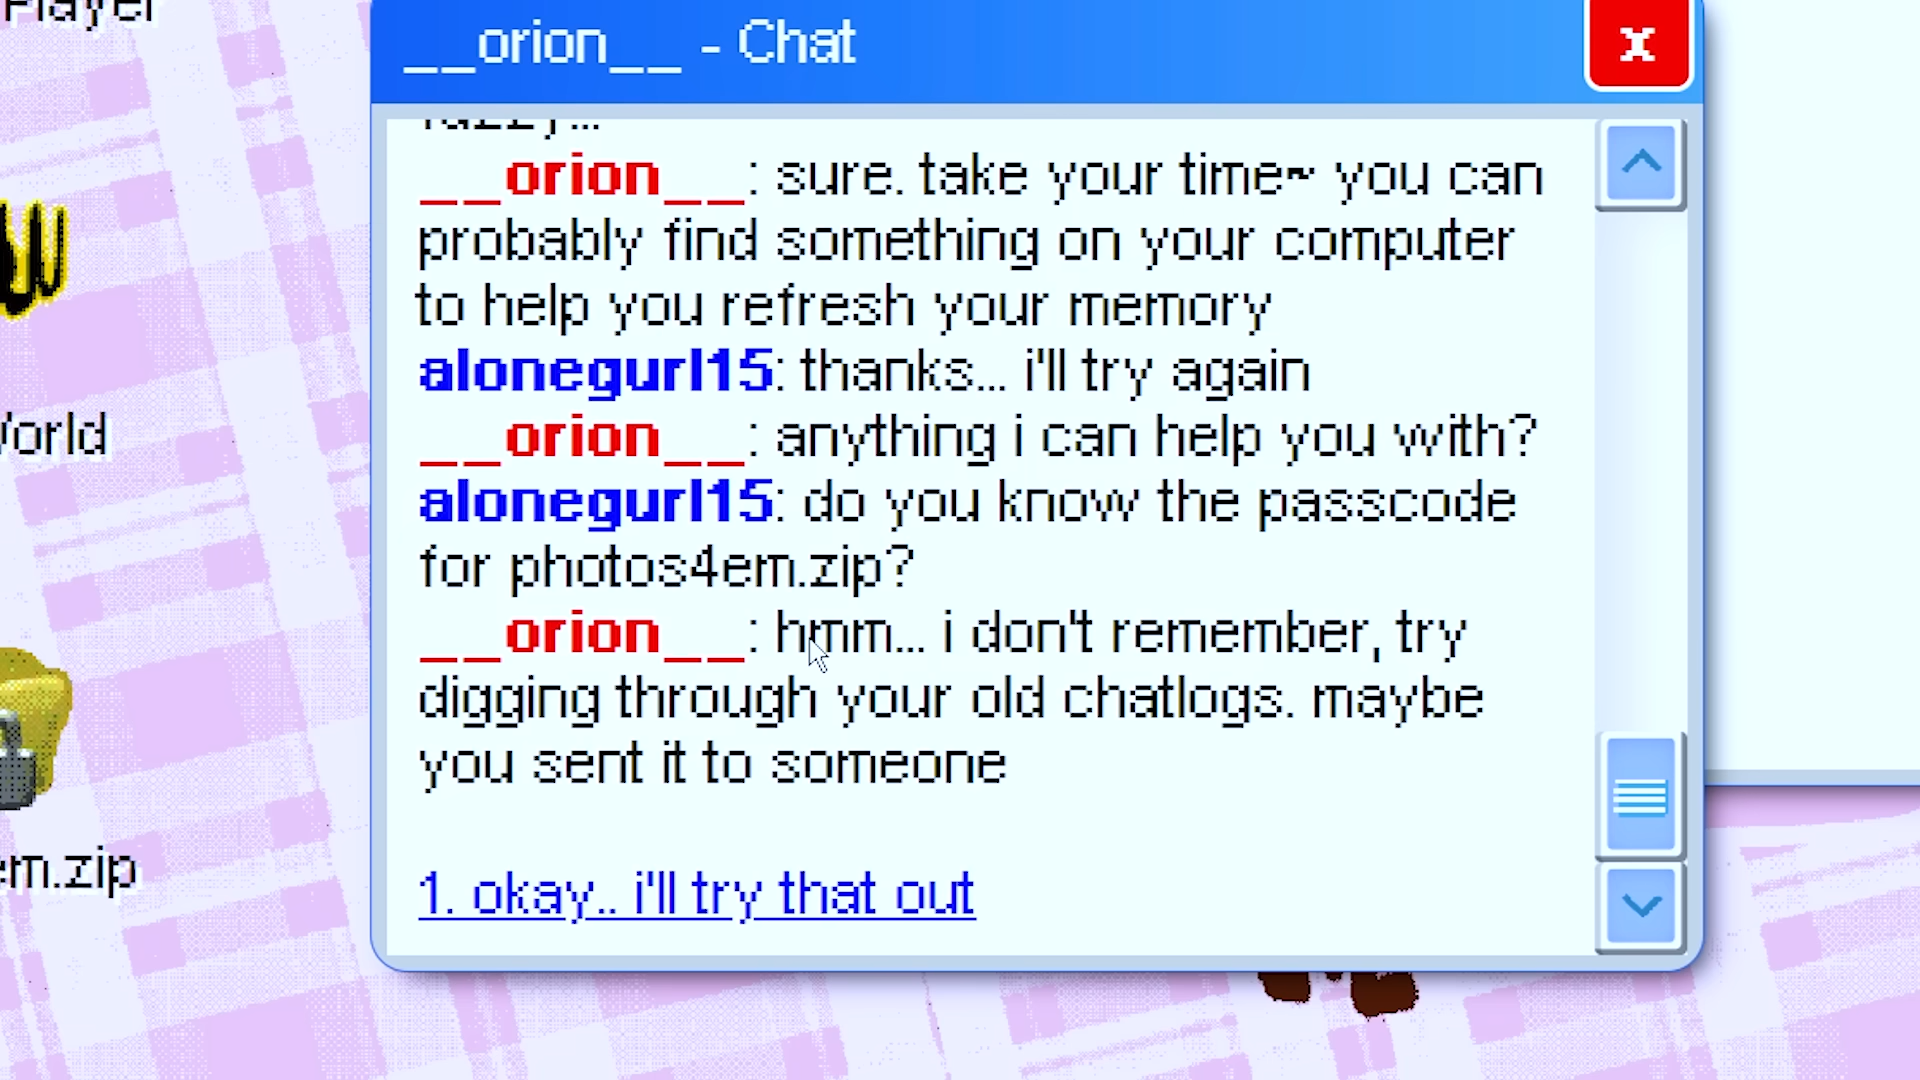 Player
__orion__ - Chat
x
__orion__: sure. take your time~ you can
probably find something on your computer
to help you refresh your memory
alonegurl15: thanks... i'll try again
__orion__: anything i can help you with?
orld
alonegurl15: do you know the passcode
for photos4em.zip?
__orion__: hmm... i don't remember, try
digging through your old chatlogs. maybe
you sent it to someone
em.zip
1. okay.. i'll try that out